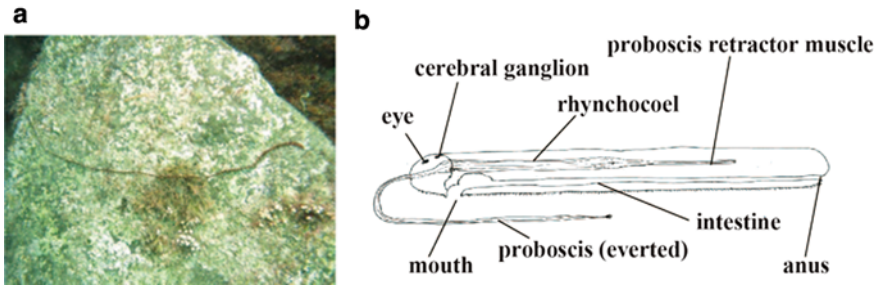 a
b
proboscis retractor muscle
cerebral ganglion
rhynchocoel
eye
intestine
proboscis (everted)
mouth
anus